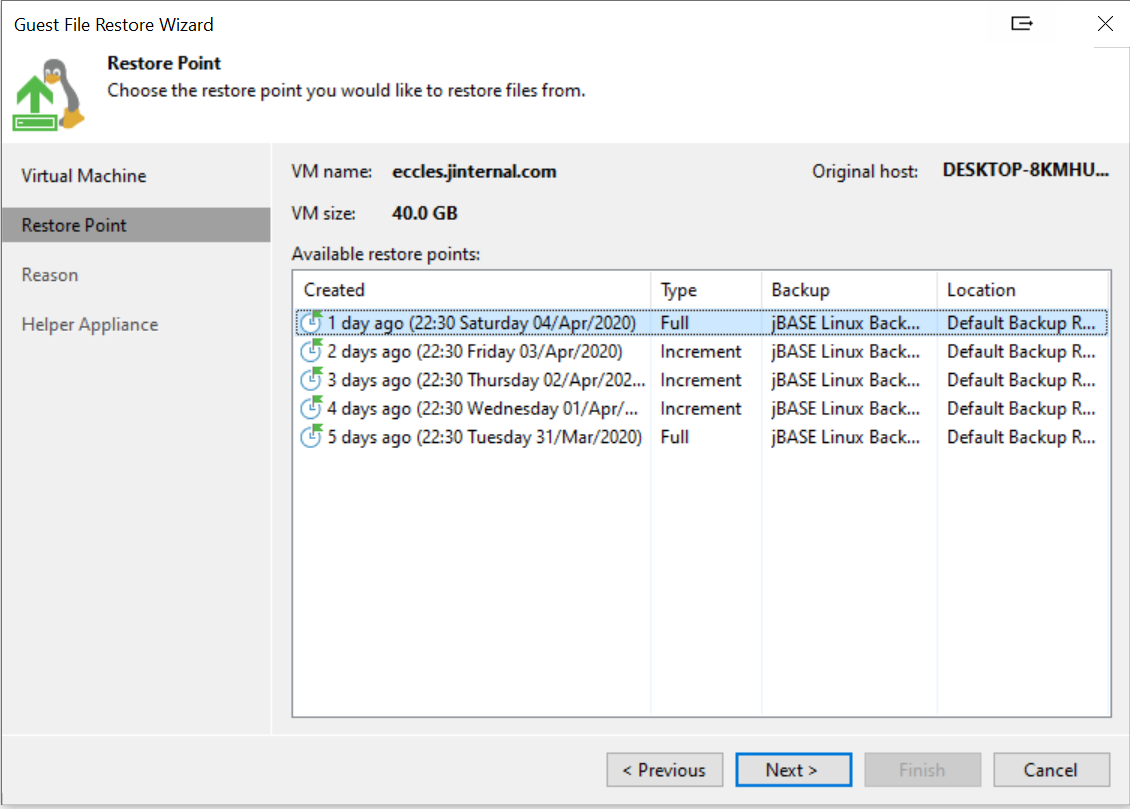 Guest File Restore Wizard
Restore Point
Choose the restore point you would like to restore files from.
Virtual Machine
Restore Point
Reason
Helper Appliance
VM name: eccles.jinternal.com Original host: DESKTOP-8KMHU...
VM size: 40.0 GB
Available restore points:
Created Type Backup Location
1 day ago (22:30 Saturday 04/Apr/2020) Full jBASE Linux Back... Default Backup R...
2 days ago (22:30 Friday 03/Apr/2020) Increment jBASE Linux Back... Default Backup R...
3 days ago (22:30 Thursday 02/Apr/202... Increment jBASE Linux Back... Default Backup R...
4 days ago (22:30 Wednesday 01/Apr/... Increment jBASE Linux Back... Default Backup R...
5 days ago (22:30 Tuesday 31/Mar/2020) Full jBASE Linux Back... Default Backup R...
< Previous Next > Finish Cancel